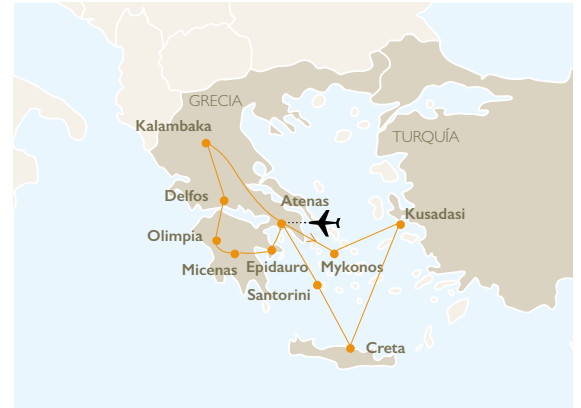 GRECIA
Kalambaka
TURQUÍA
Delfos
Atenas
Kusadasi
Olimpia
Micenas
Epidauro
Mykonos
Santorini
Creta